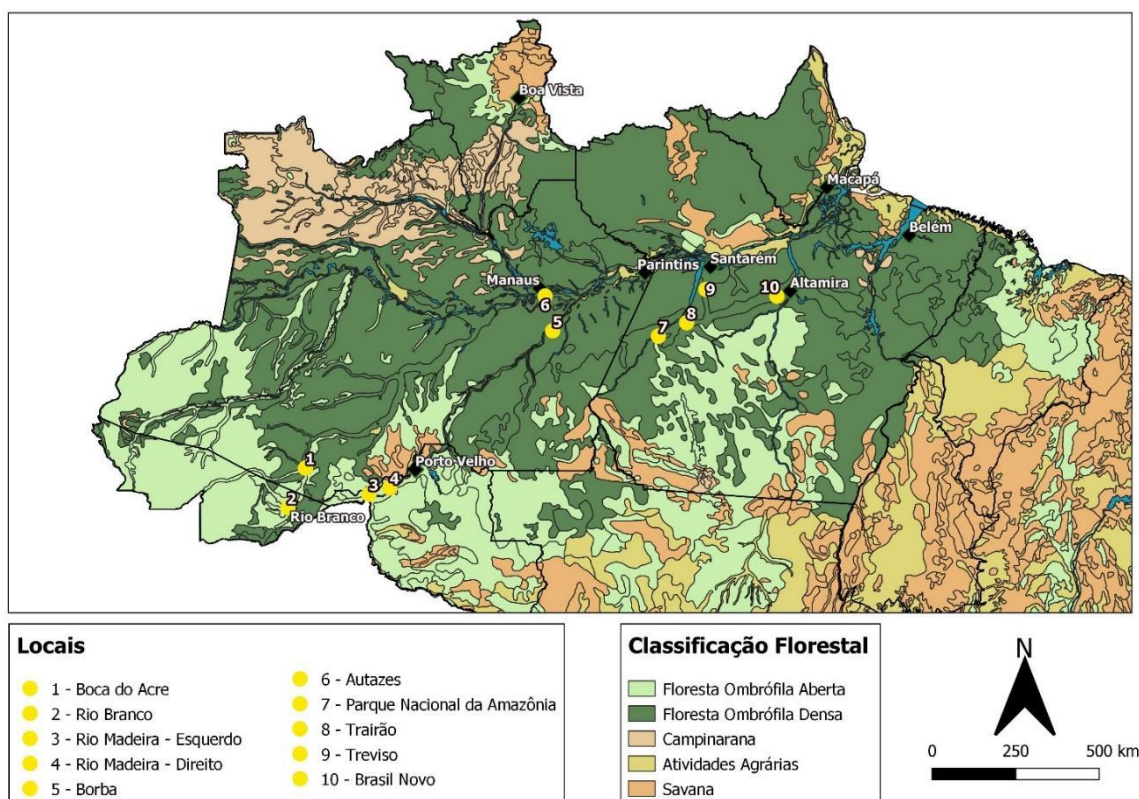 Boa Vista
Macapá
Belém
Santarém
Parintins
Manaus
Altamira
9
10
6
5
8
7
Porto Velho
1
4
3
2
Rio Branco
Locais
1 - Boca do Acre
2 - Rio Branco
3 - Rio Madeira - Esquerdo
4 - Rio Madeira - Direito
5 - Borba
6 - Autazes
7 - Parque Nacional da Amazônia
8 - Trairão
9 - Treviso
10 - Brasil Novo
Classificação Florestal
Floresta Ombrófila Aberta
Floresta Ombrófila Densa
Campinarana
Atividades Agrárias
Savana
N
0 250 500 km